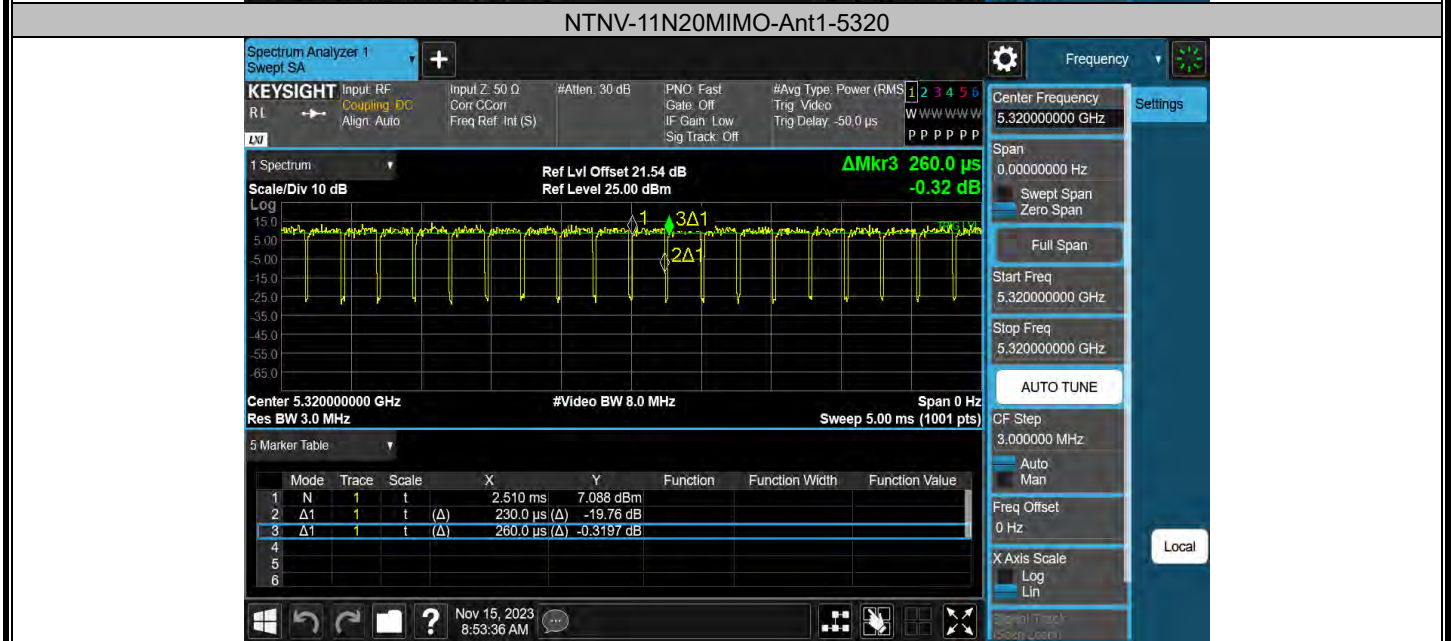 NTNV-11N20MIMO-Ant1-5320
Spectrum Analyzer 1
Swept SA
+
Frequency
KEYSIGHT
RL
LXI
Input: RF
Coupling: DC
Align: Auto
Input Z: 50 Ω
Corr CCorr
Freq Ref: Int (S)
#Atten: 30 dB
PNO: Fast
Gate: Off
IF Gain: Low
Sig Track: Off
#Avg Type: Power (RMS
Trig: Video
Trig Delay: -50.0 µs
1 2 3 4 5 6
W W W W W W
P P P P P P
1 Spectrum
Scale/Div 10 dB
Log
Ref Lvl Offset 21.54 dB
Ref Level 25.00 dBm
ΔMkr3 260.0 µs
-0.32 dB
15.0
5.00
-5.00
-15.0
-25.0
-35.0
-45.0
-55.0
-65.0
1
3Δ1
2Δ1
TRIG LVL
Center 5.320000000 GHz
Res BW 3.0 MHz
#Video BW 8.0 MHz
Span 0 Hz
Sweep 5.00 ms (1001 pts)
5 Marker Table
Mode Trace Scale X Y Function Function Width Function Value
1 N 1 t 2.510 ms 7.088 dBm
2 Δ1 1 t (Δ) 230.0 µs (Δ) -19.76 dB
3 Δ1 1 t (Δ) 260.0 µs (Δ) -0.3197 dB
4
5
6
Center Frequency
5.320000000 GHz
Settings
Span
0.00000000 Hz
Swept Span
Zero Span
Full Span
Start Freq
5.320000000 GHz
Stop Freq
5.320000000 GHz
AUTO TUNE
CF Step
3.000000 MHz
Auto
Man
Freq Offset
0 Hz
X Axis Scale
Log
Lin
Signal Track
(Span Zoom)
Local
?
Nov 15, 2023
8:53:36 AM